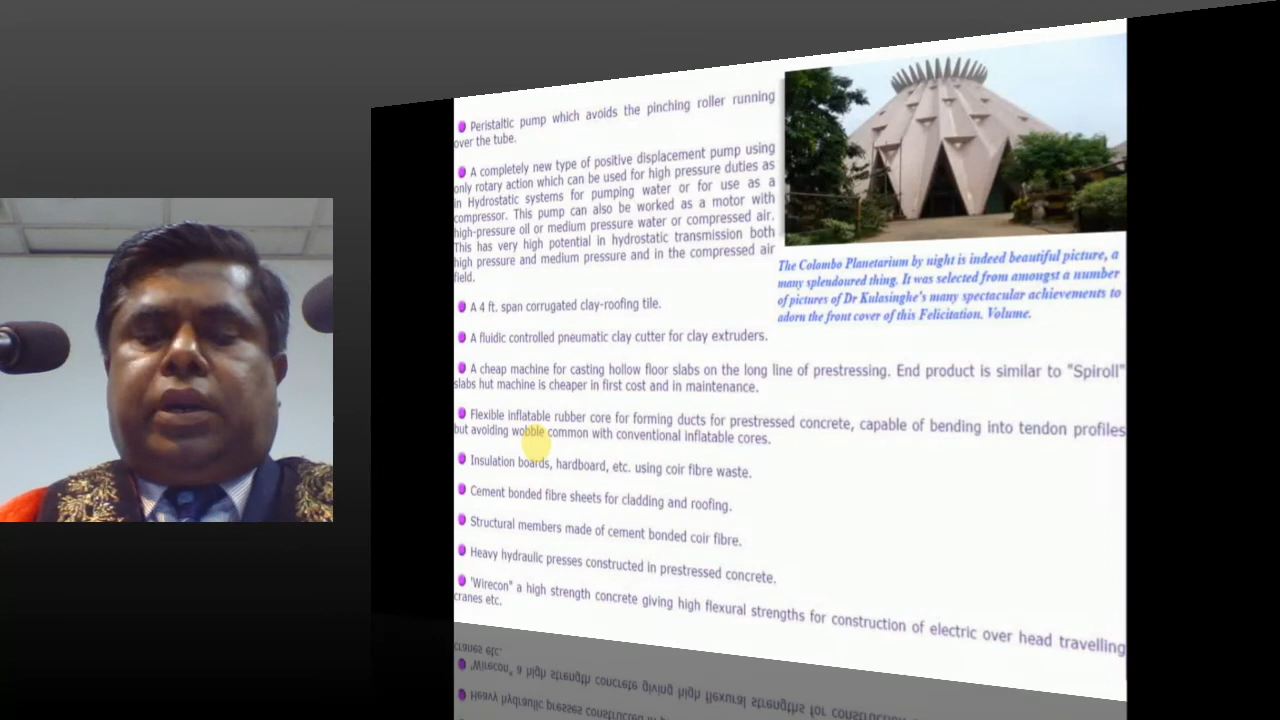 Peristaltic pump which avoids the pinching roller running
over the tube.
A completely new type of positive displacement pump using
only rotary action which can be used for high pressure duties as
in Hydrostatic systems for pumping water or for use as a
compressor. This pump can also be worked as a motor with
high-pressure oil or medium pressure water or compressed air.
This has very high potential in hydrostatic transmission both
high pressure and medium pressure and in the compressed air
field.
The Colombo Planetarium by night is indeed beautiful picture, a
many splendoured thing. It was selected from amongst a number
of pictures of Dr Kulasinghe's many spectacular achievements to
adorn the front cover of this Felicitation. Volume.
A 4 ft. span corrugated clay-roofing tile.
A fluidic controlled pneumatic clay cutter for clay extruders.
A cheap machine for casting hollow floor slabs on the long line of prestressing. End product is similar to "Spiroll"
slabs hut machine is cheaper in first cost and in maintenance.
Flexible inflatable rubber core for forming ducts for prestressed concrete, capable of bending into tendon profiles
but avoiding wobble common with conventional inflatable cores.
Insulation boards, hardboard, etc. using coir fibre waste.
Cement bonded fibre sheets for cladding and roofing.
Structural members made of cement bonded coir fibre.
Heavy hydraulic presses constructed in prestressed concrete.
'Wirecon" a high strength concrete giving high flexural strengths for construction of electric over head travelling
cranes etc.